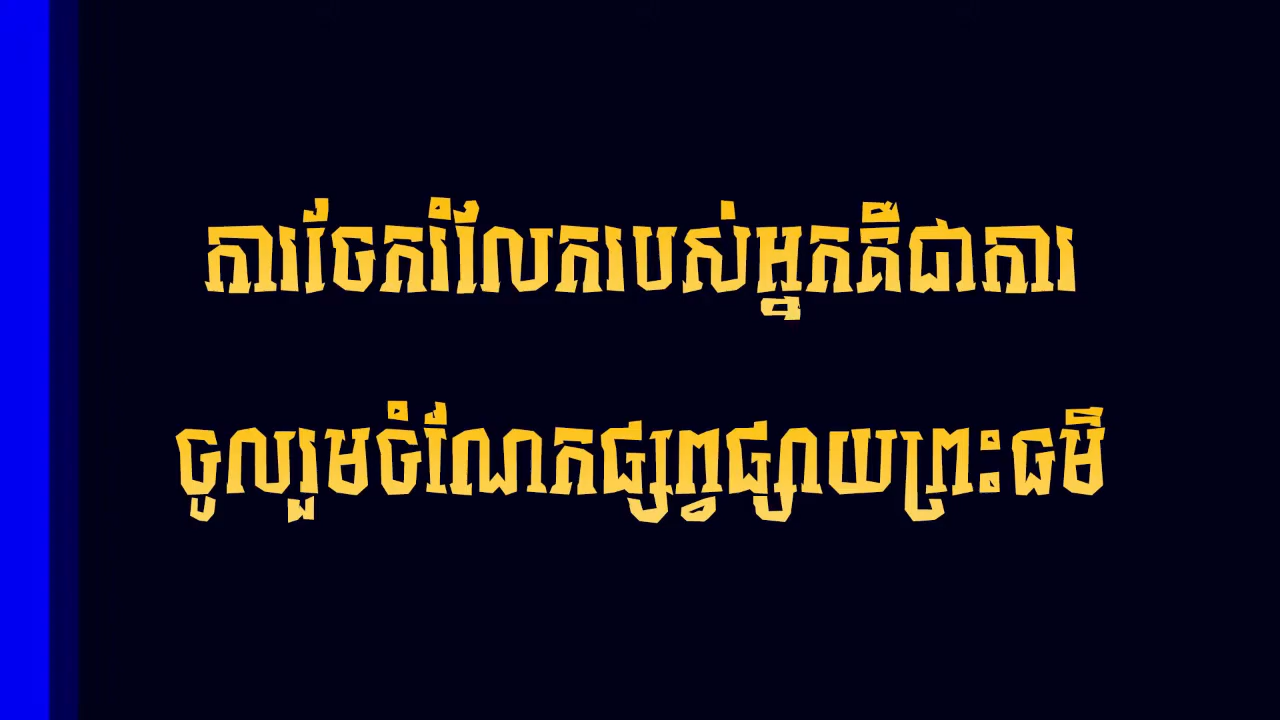 ការចែករំលែករបស់អ្នកគឺជាការ
ចូលរួមចំណែកផ្សព្វផ្សាយព្រះធម៌